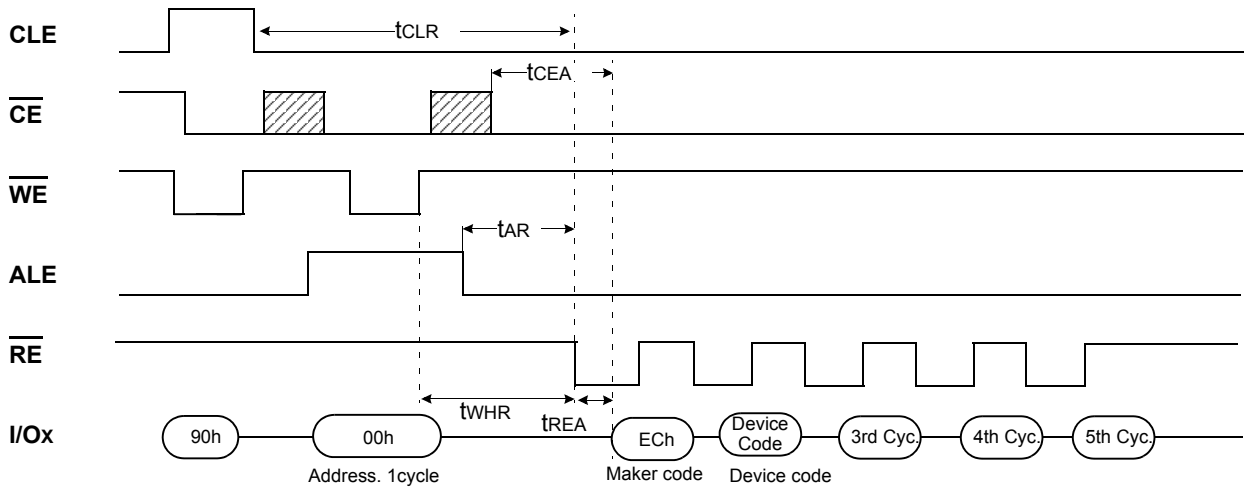 CLE
tCLR
tCEA
CE
WE
tAR
ALE
RE
tWHR
tREA
I/Ox
90h
00h
ECh
Device
Code
3rd Cyc.
4th Cyc.
5th Cyc.
Address. 1cycle
Maker code
Device code